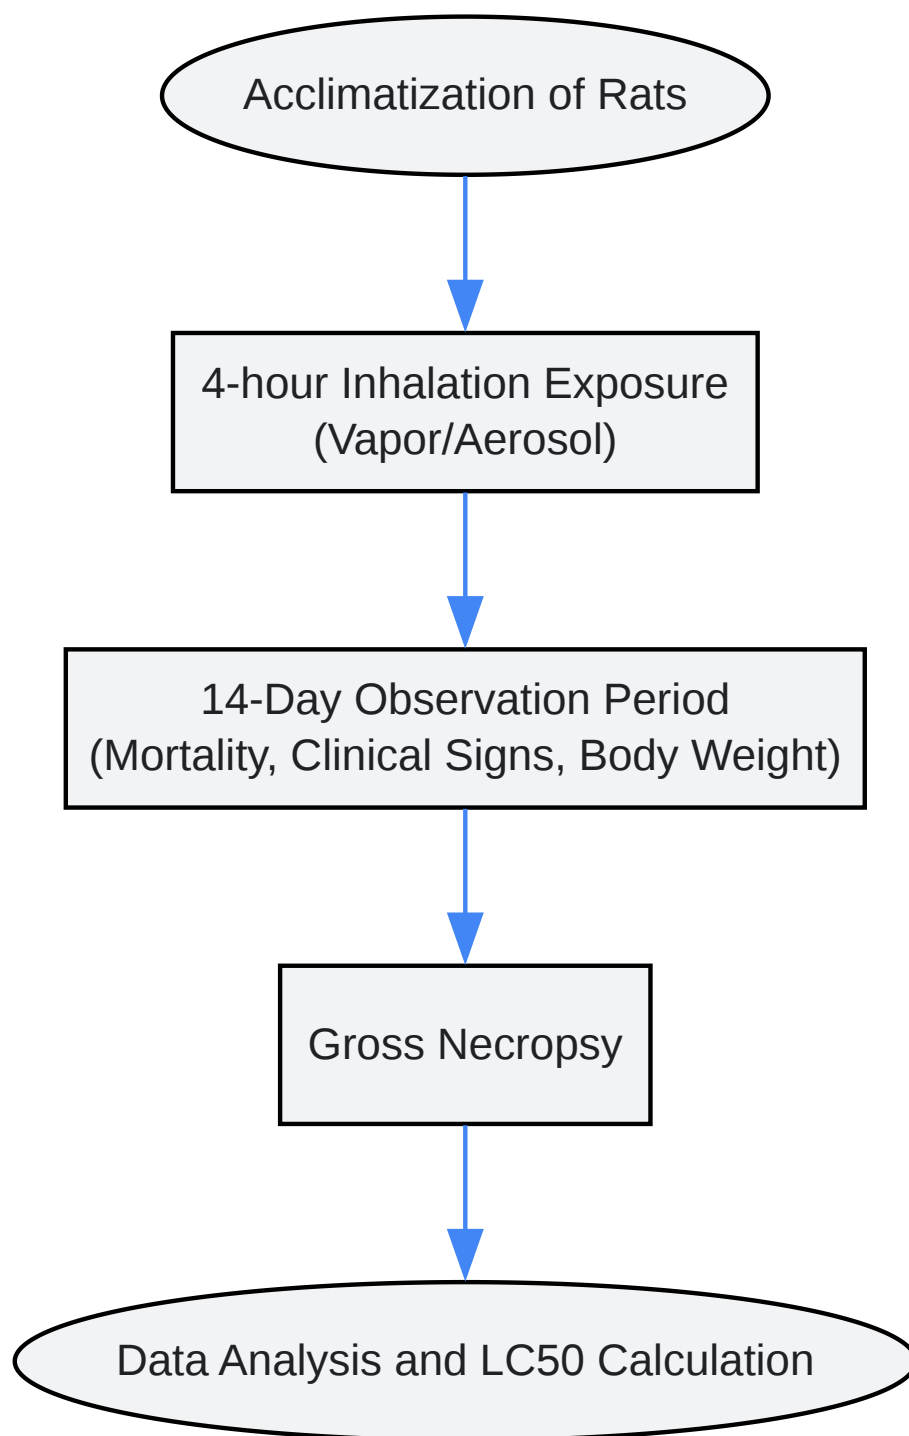 Acclimatization of Rats
4-hour Inhalation Exposure
(Vapor/Aerosol)
14-Day Observation Period
(Mortality, Clinical Signs, Body Weight)
Gross Necropsy
Data Analysis and LC50 Calculation